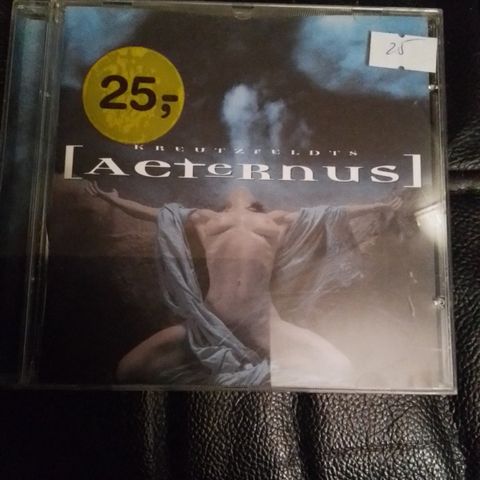 25
25,-
KREUTZFELDTS
[AETERNUS]